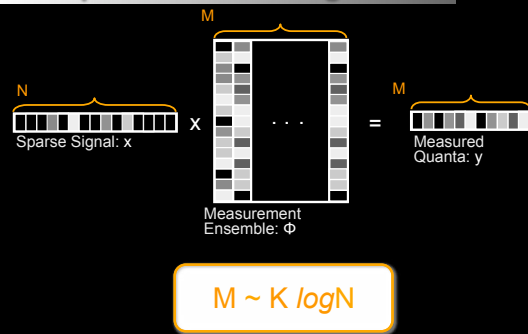 M
N
M
x
. . .
=
Sparse Signal: x
Measured
Quanta: y
Measurement
Ensemble: Φ
M ~ K logN